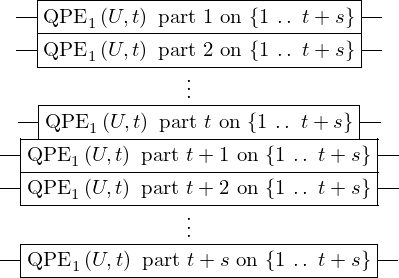 QPE₁ (U, t) part 1 on {1 .. t + s}
QPE₁ (U, t) part 2 on {1 .. t + s}
⋮
QPE₁ (U, t) part t on {1 .. t + s}
QPE₁ (U, t) part t + 1 on {1 .. t + s}
QPE₁ (U, t) part t + 2 on {1 .. t + s}
⋮
QPE₁ (U, t) part t + s on {1 .. t + s}